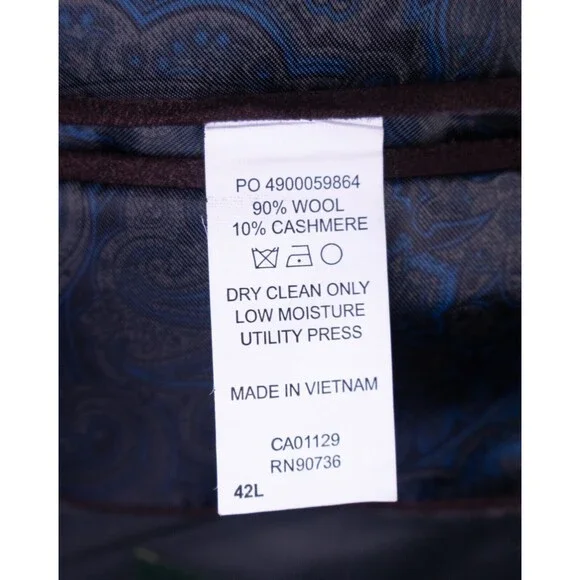 PO 4900059864
90% WOOL
10% CASHMERE
DRY CLEAN ONLY
LOW MOISTURE
UTILITY PRESS
MADE IN VIETNAM
CA01129
RN90736
42L